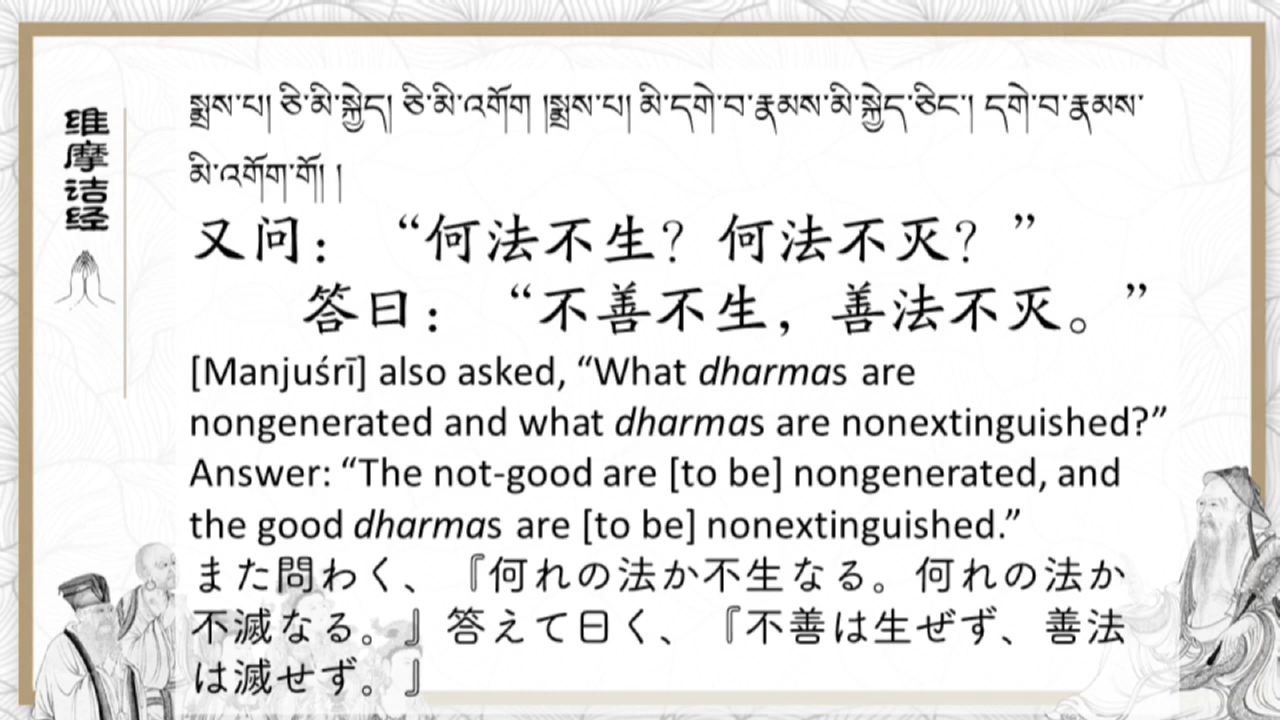 维摩诘经
སྨྲས་པ། ཅི་མི་སྐྱེད། ཅི་མི་འགོག །སྨྲས་པ། མི་དགེ་བ་རྣམས་མི་སྐྱེད་ཅིང་། དགེ་བ་རྣམས་
མི་འགོག་གོ། །
又问：“何法不生？何法不灭？”
答曰：“不善不生，善法不灭。”
[Manjuśrī] also asked, “What dharmas are
nongenerated and what dharmas are nonextinguished?”
Answer: “The not-good are [to be] nongenerated, and
the good dharmas are [to be] nonextinguished.”
また問わく、『何れの法か不生なる。何れの法か
不滅なる。』答えて曰く、『不善は生ぜず、善法
は滅せず。』